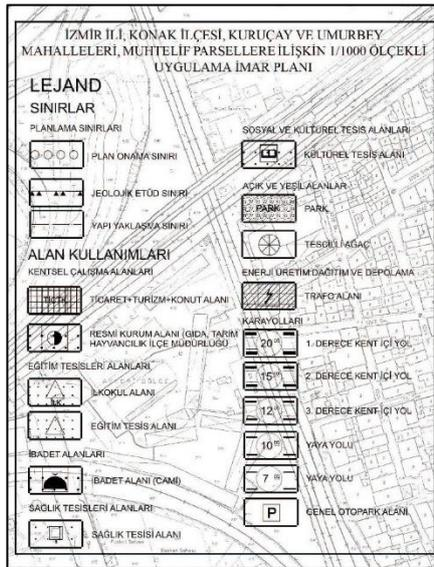 İZMİR İLİ, KONAK İLÇESİ, KURUÇAY VE UMURBEY
MAHALLELERİ, MUHTELİF PARSELLERE İLİŞKİN 1/1000 ÖLÇEKLİ
UYGULAMA İMAR PLANI
LEJAND
SINIRLAR
PLANLAMA SINIRLARI
PLAN ONAMA SINIRI
JEOLOJİK ETÜD SINIRI
YAPI YAKLAŞMA SINIRI
ALAN KULLANIMLARI
KENTSEL ÇALIŞMA ALANLARI
TİCTK
TİCARET+TURİZM+KONUT ALANI
RESMİ KURUM ALANI (GIDA, TARIM
HAYVANCILIK İLÇE MÜDÜRLÜĞÜ
EĞİTİM TESİSLERİ ALANLARI
İLK
İLKOKUL ALANI
EĞİTİM TESİS ALANI
İBADET ALANLARI
İBADET ALANI (CAMİ)
SAĞLIK TESİSLERİ ALANLARI
SAĞLIK TESİSİ ALANI
SOSYAL VE KÜLTÜREL TESİS ALANLARI
KÜLTÜREL TESİS ALANI
AÇIK VE YEŞİL ALANLAR
PARK
PARK
TESCİLLİ AĞAÇ
ENERJİ ÜRETİM DAĞITIM VE DEPOLAMA
TRAFO ALANI
KARAYOLLARI
20
1. DERECE KENT İÇİ YOL
15
2. DERECE KENT İÇİ YOL
12
3. DERECE KENT İÇİ YOL
10
YAYA YOLU
7
YAYA YOLU
P
GENEL OTOPARK ALANI